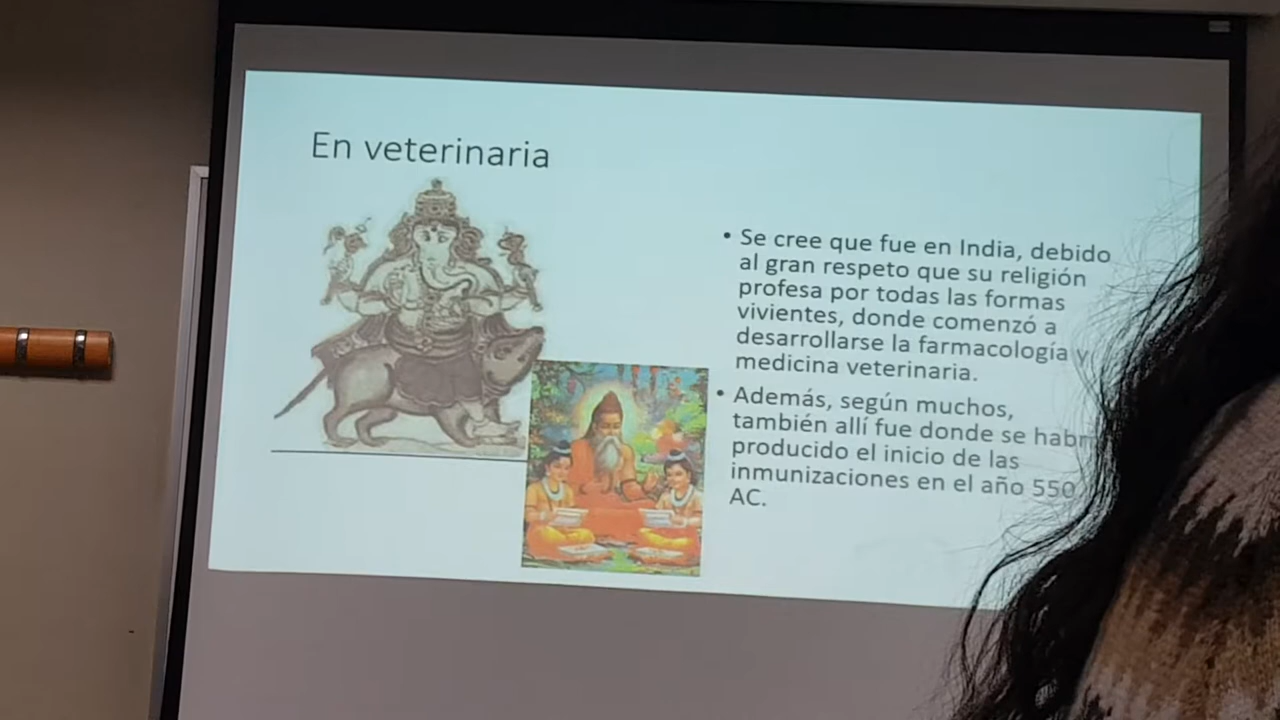 En veterinaria
• Se cree que fue en India, debido
al gran respeto que su religión
profesa por todas las formas
vivientes, donde comenzó a
desarrollarse la farmacología y
medicina veterinaria.
• Además, según muchos,
también allí fue donde se habr
producido el inicio de las
inmunizaciones en el año 550
AC.